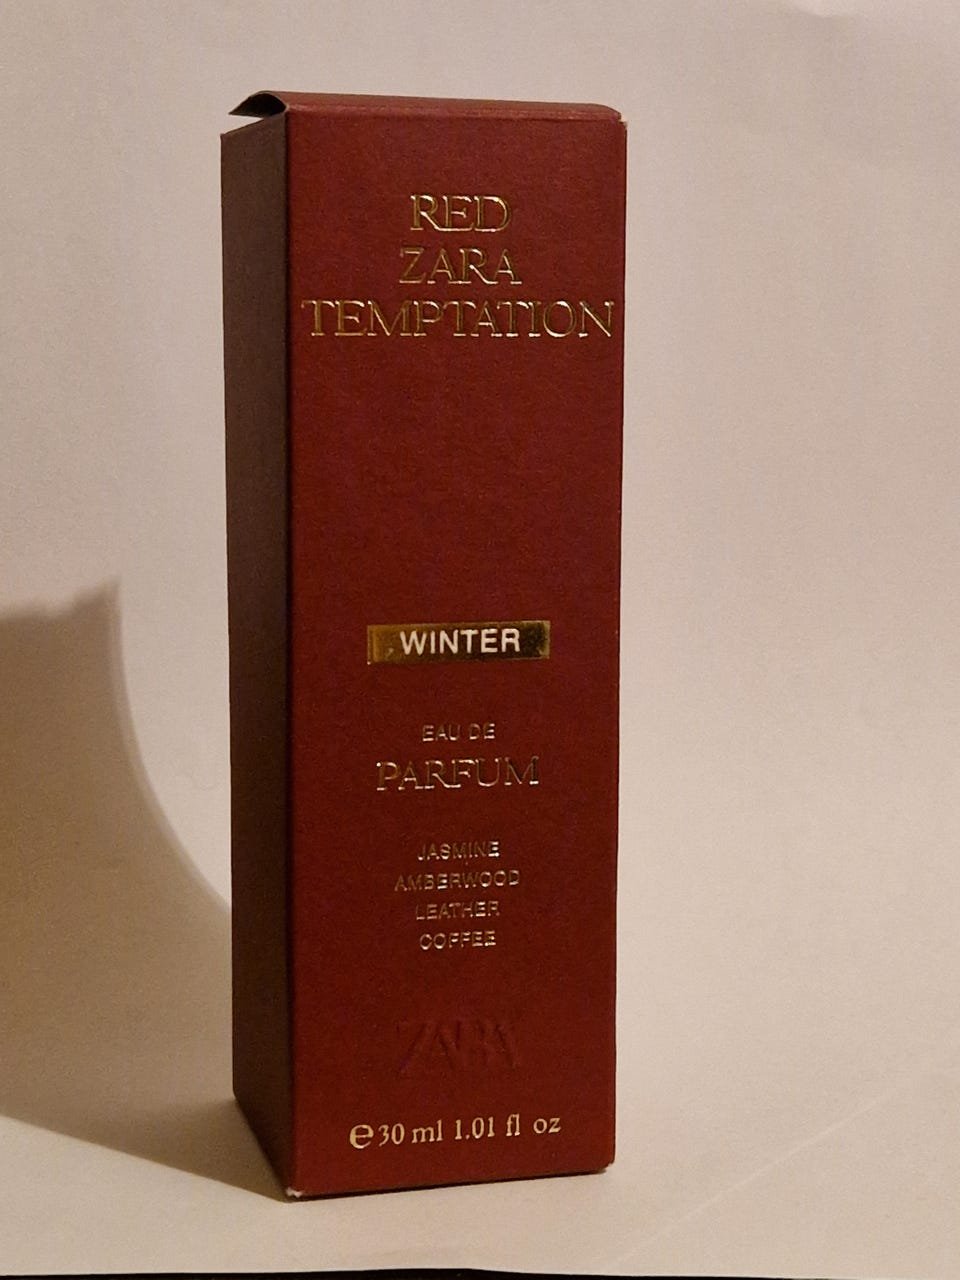 RED
ZARA
TEMPTATION
WINTER
EAU DE
PARFUM
JASMINE
AMBERWOOD
LEATHER
COFFEE
ZARA
℮30 ml 1.01 fl oz